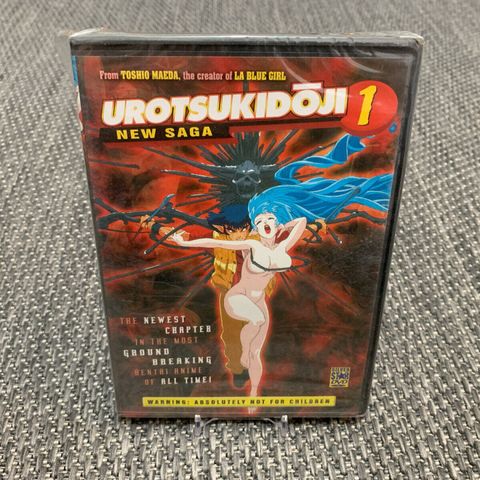 From TOSHIO MAEDA, the creator of LA BLUE GIRL
UROTSUKIDŌJI 1
NEW SAGA
THE NEWEST
CHAPTER
IN THE MOST
GROUND
BREAKING
HENTAI ANIME
OF ALL TIME!
WARNING: ABSOLUTELY NOT FOR CHILDREN